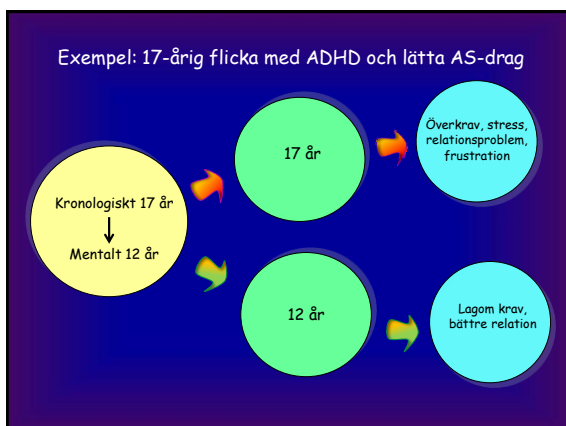 Exempel: 17-årig flicka med ADHD och lätta AS-drag
Kronologiskt 17 år
Mentalt 12 år
17 år
Överkrav, stress,
relationsproblem,
frustration
12 år
Lagom krav,
bättre relation